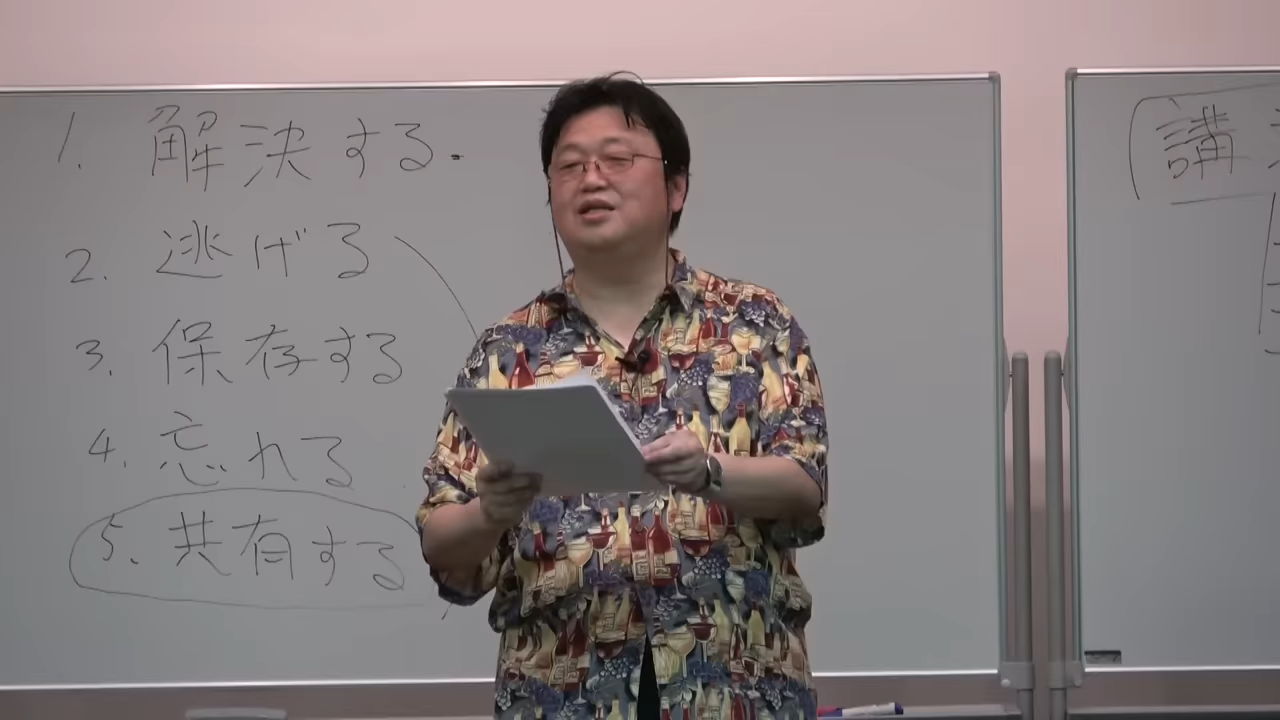 1. 解決する.
2. 逃げる
3. 保存する
4. 忘れる
5. 共有する
講